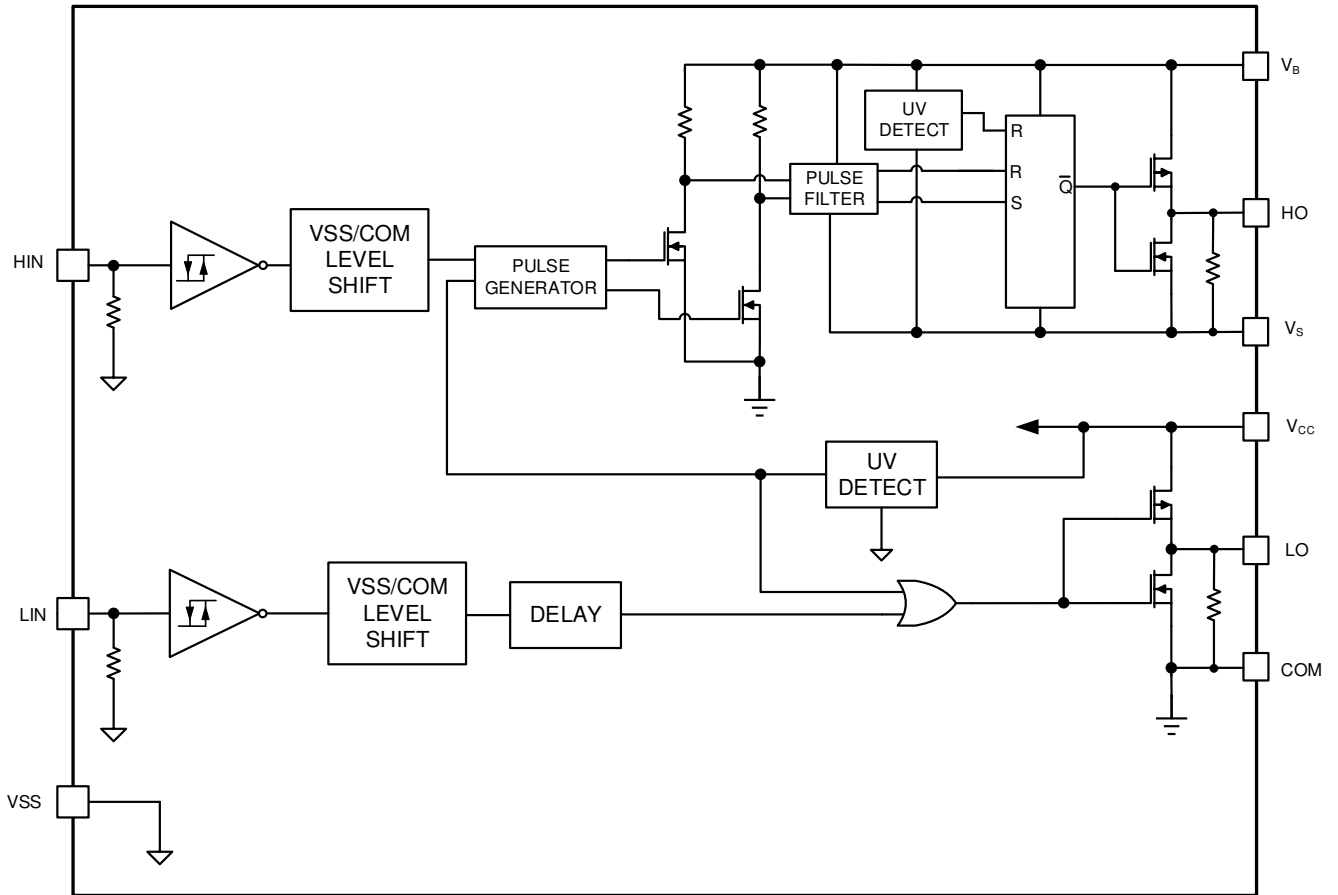 V_B
UV
DETECT
R
R
S
Q̅
PULSE
FILTER
HO
HIN
VSS/COM
LEVEL
SHIFT
PULSE
GENERATOR
V_S
V_CC
UV
DETECT
LO
LIN
VSS/COM
LEVEL
SHIFT
DELAY
COM
VSS